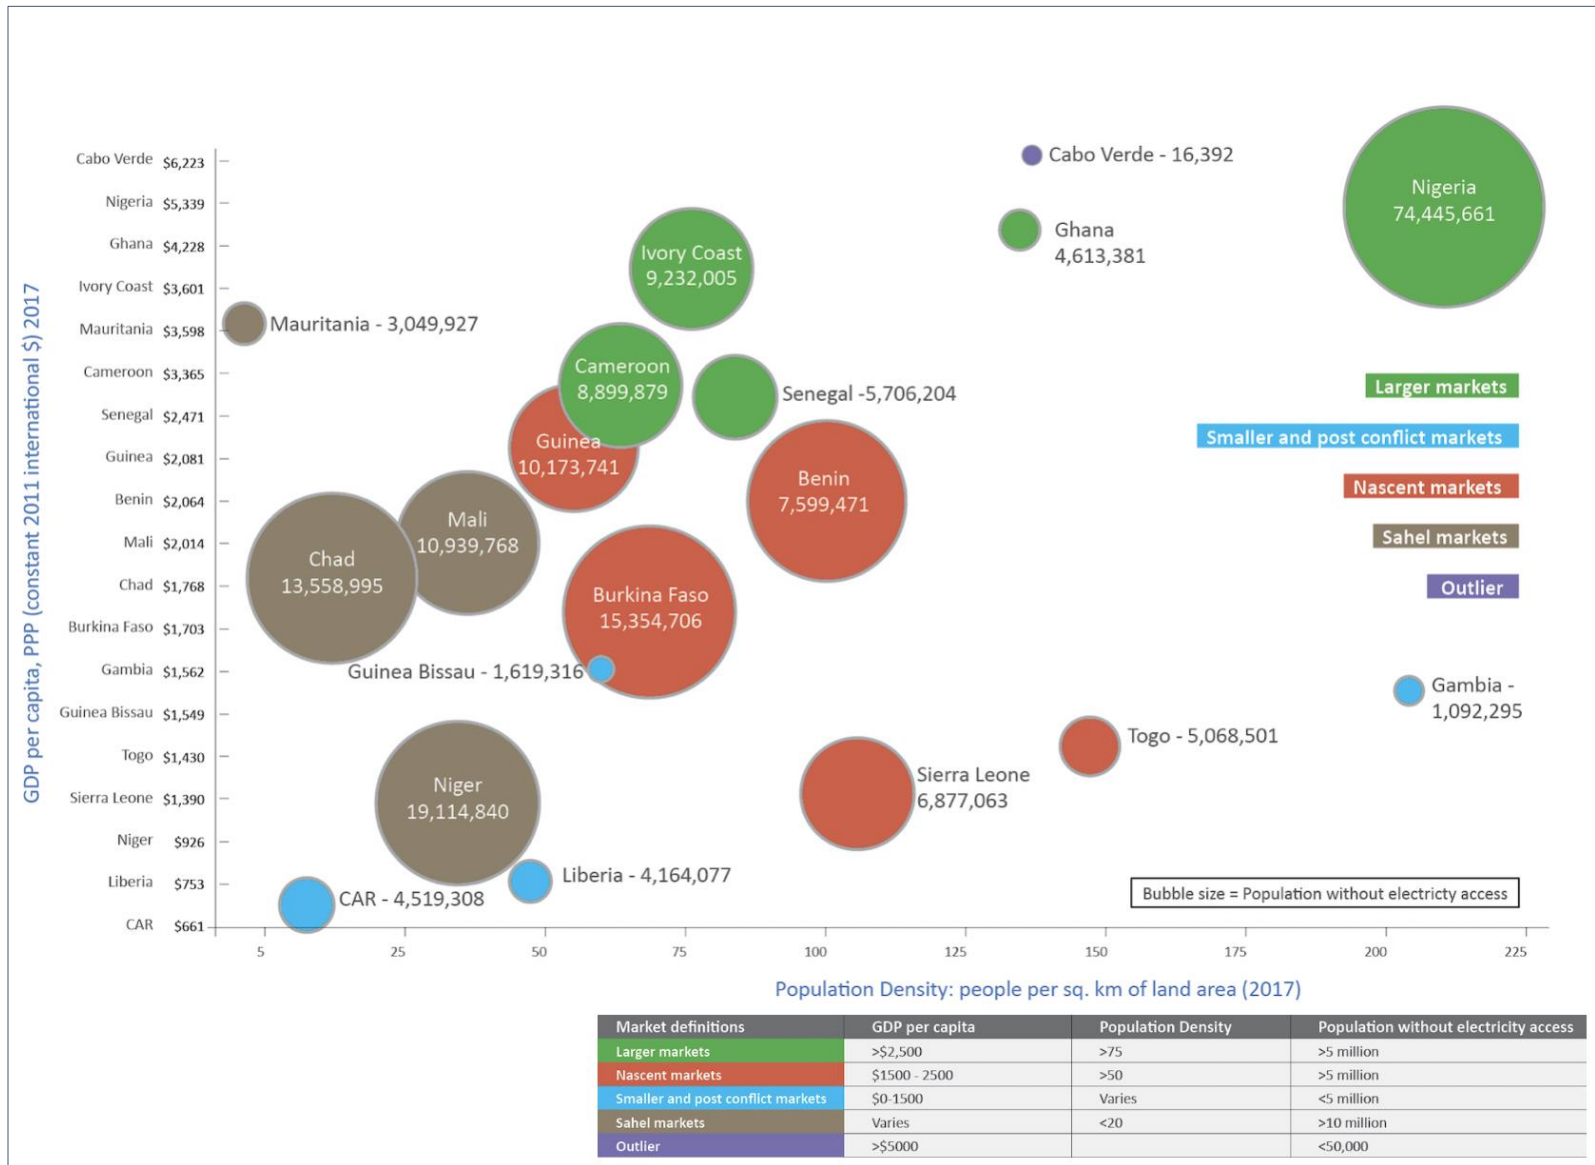 GDP per capita, PPP (constant 2011 international $) 2017
Cabo Verde $6,223
Nigeria $5,339
Ghana $4,228
Ivory Coast $3,601
Mauritania $3,598
Cameroon $3,365
Senegal $2,471
Guinea $2,081
Benin $2,064
Mali $2,014
Chad $1,768
Burkina Faso $1,703
Gambia $1,562
Guinea Bissau $1,549
Togo $1,430
Sierra Leone $1,390
Niger $926
Liberia $753
CAR $661
Cabo Verde - 16,392
Nigeria
74,445,661
Ghana
4,613,381
Ivory Coast
9,232,005
Mauritania - 3,049,927
Cameroon
8,899,879
Senegal -5,706,204
Guinea
10,173,741
Benin
7,599,471
Mali
10,939,768
Chad
13,558,995
Burkina Faso
15,354,706
Guinea Bissau - 1,619,316
Gambia -
1,092,295
Togo - 5,068,501
Sierra Leone
6,877,063
Niger
19,114,840
Liberia - 4,164,077
CAR - 4,519,308
Larger markets
Smaller and post conflict markets
Nascent markets
Sahel markets
Outlier
Bubble size = Population without electricty access
5 25 50 75 100 125 150 175 200 225
Population Density: people per sq. km of land area (2017)
Market definitions GDP per capita Population Density Population without electricity access
Larger markets >$2,500 >75 >5 million
Nascent markets $1500 - 2500 >50 >5 million
Smaller and post conflict markets $0-1500 Varies <5 million
Sahel markets Varies <20 >10 million
Outlier >$5000 <50,000